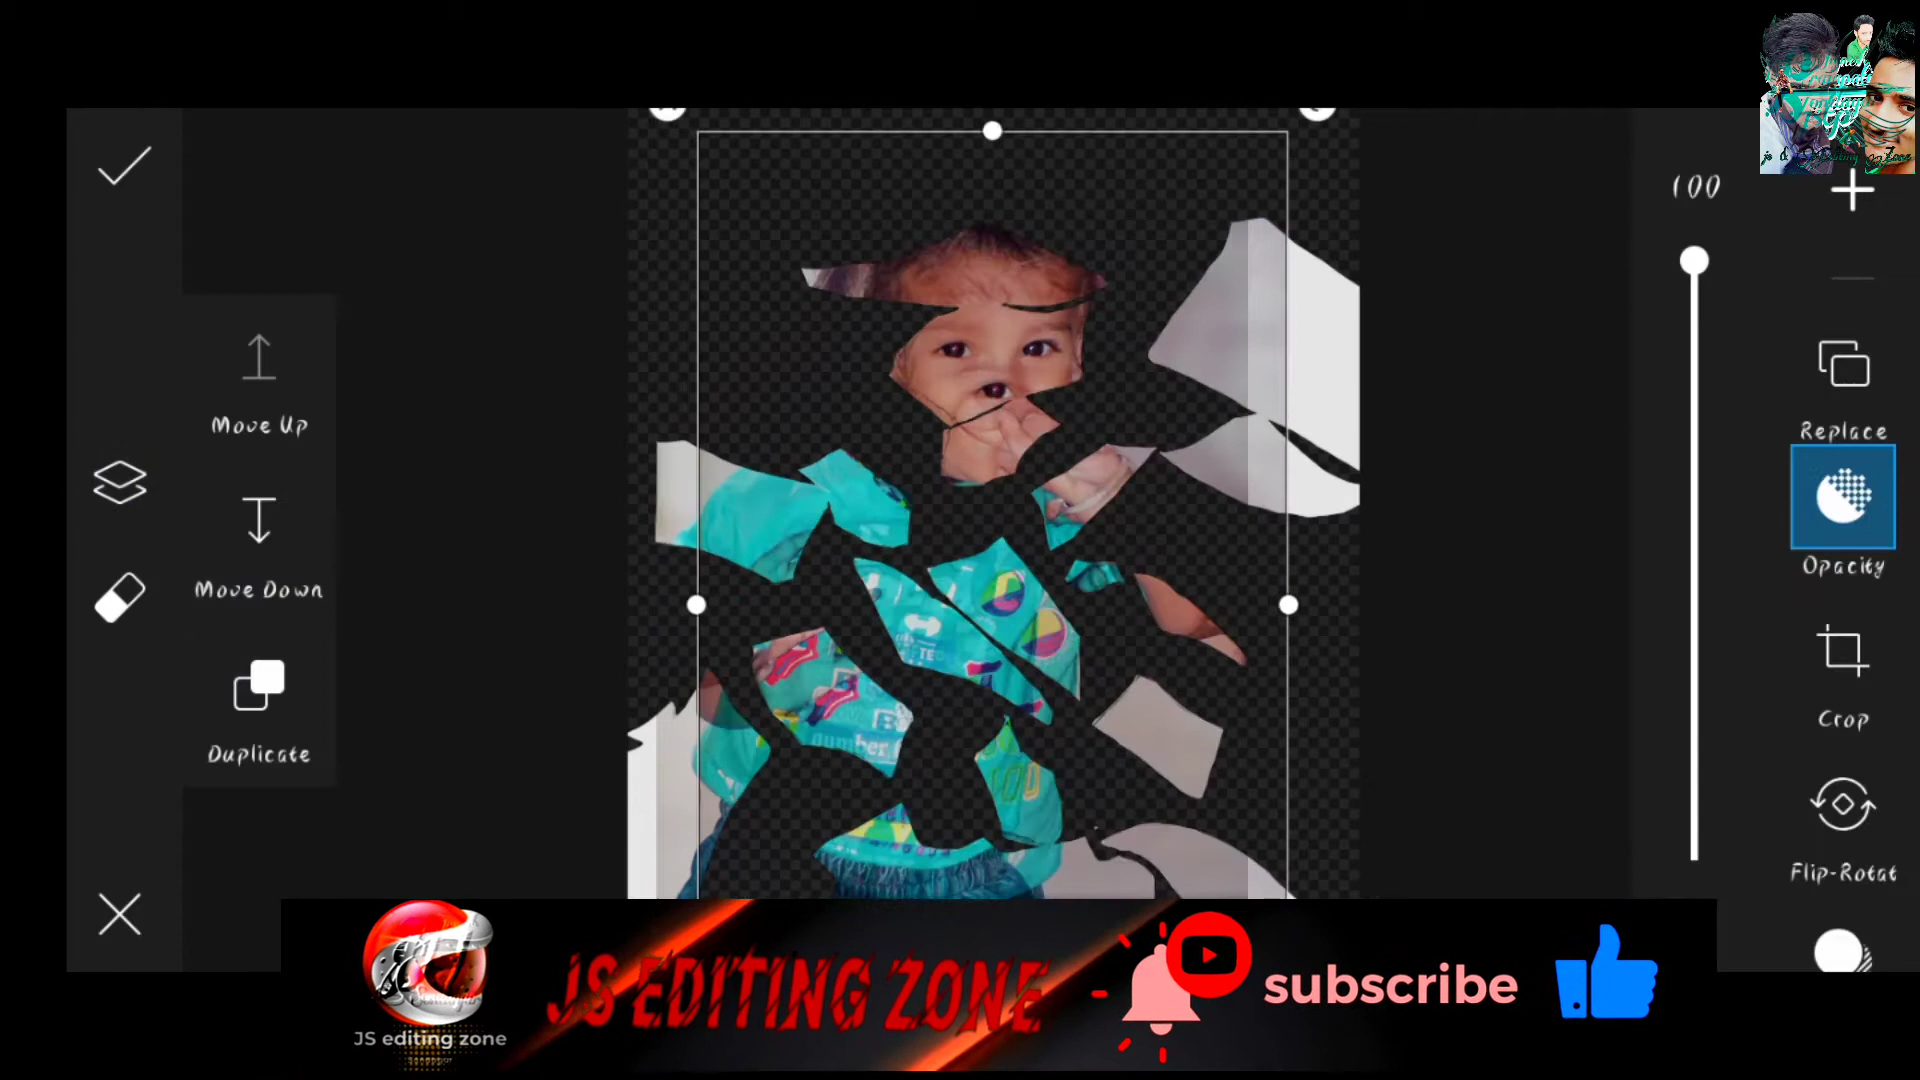 100
Move Up
Replace
Opacity
Move Down
Crop
Duplicate
Flip-Rotat
JS EDITING ZONE
subscribe
JS editing zone